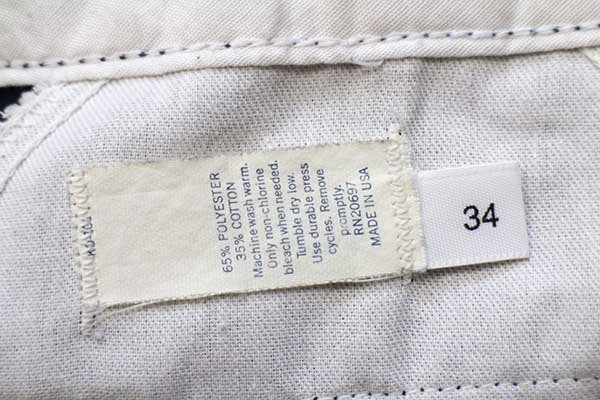 65% POLYESTER
35% COTTON
Machine wash warm.
Only non-chlorine
bleach when needed.
Tumble dry low.
Use durable press
cycles. Remove
promptly.
RN20697
MADE IN USA
34